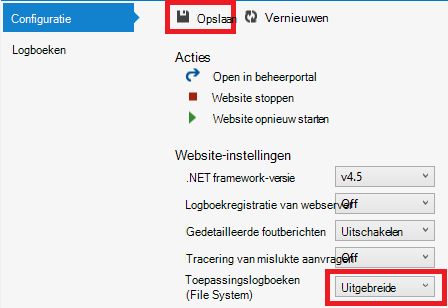 Configuratie
Opslaan Vernieuwen
Logboeken
Acties
Open in beheerportal
Website stoppen
Website opnieuw starten
Website-instellingen
.NET framework-versie v4.5
Logboekregistratie van webserver Off
Gedetailleerde foutberichten Uitschakelen
Tracering van mislukte aanvragen Off
Toepassingslogboeken
(File System) Uitgebreide